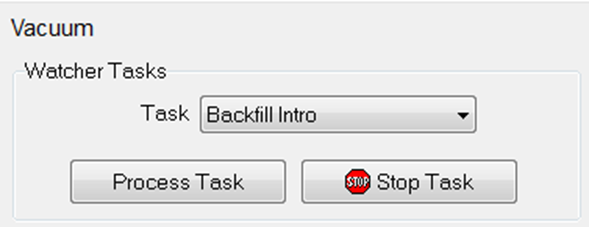 Vacuum
Watcher Tasks
Task Backfill Intro
Process Task STOP Stop Task